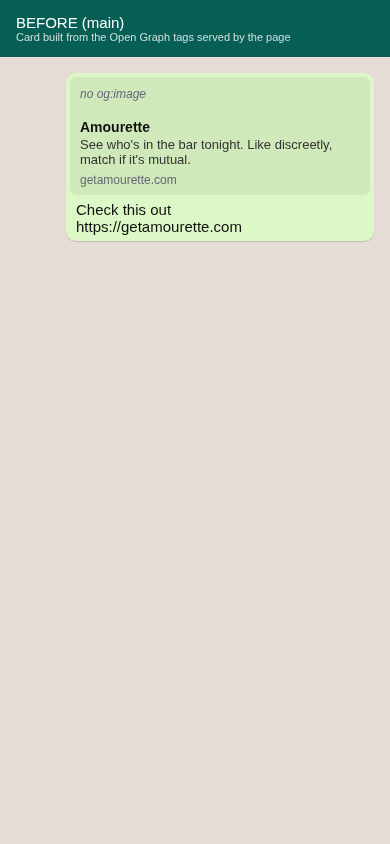 BEFORE (main)
Card built from the Open Graph tags served by the page
no og:image
Amourette
See who's in the bar tonight. Like discreetly,
match if it's mutual.
getamourette.com
Check this out
https://getamourette.com